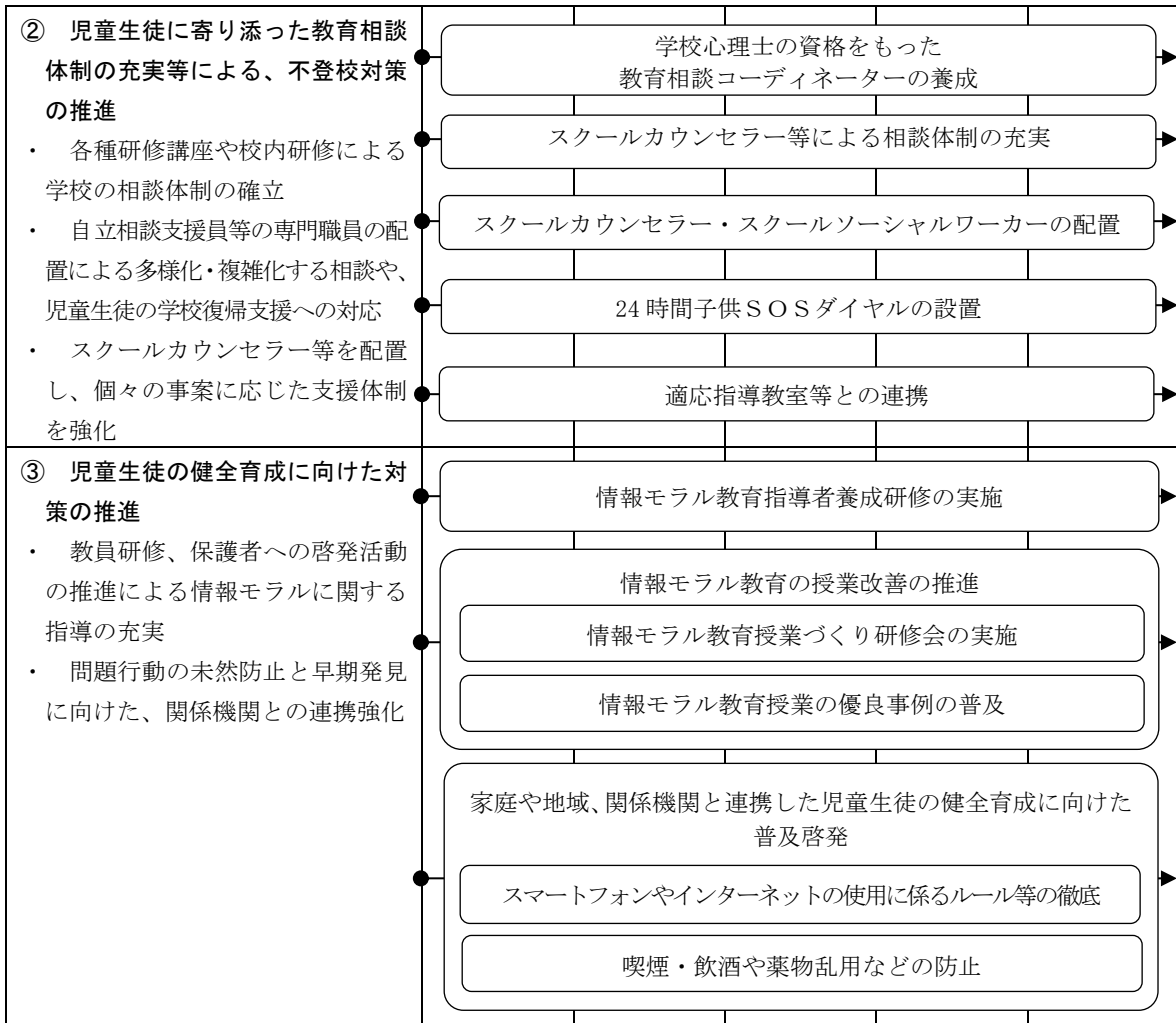 ② 児童生徒に寄り添った教育相談
体制の充実等による、不登校対策
の推進
・ 各種研修講座や校内研修による
学校の相談体制の確立
・ 自立相談支援員等の専門職員の配
置による多様化・複雑化する相談や、
児童生徒の学校復帰支援への対応
・ スクールカウンセラー等を配置
し、個々の事案に応じた支援体制
を強化
学校心理士の資格をもった
教育相談コーディネーターの養成
スクールカウンセラー等による相談体制の充実
スクールカウンセラー・スクールソーシャルワーカーの配置
24 時間子供ＳＯＳダイヤルの設置
適応指導教室等との連携
③ 児童生徒の健全育成に向けた対
策の推進
・ 教員研修、保護者への啓発活動
の推進による情報モラルに関する
指導の充実
・ 問題行動の未然防止と早期発見
に向けた、関係機関との連携強化
情報モラル教育指導者養成研修の実施
情報モラル教育の授業改善の推進
情報モラル教育授業づくり研修会の実施
情報モラル教育授業の優良事例の普及
家庭や地域、関係機関と連携した児童生徒の健全育成に向けた
普及啓発
スマートフォンやインターネットの使用に係るルール等の徹底
喫煙・飲酒や薬物乱用などの防止